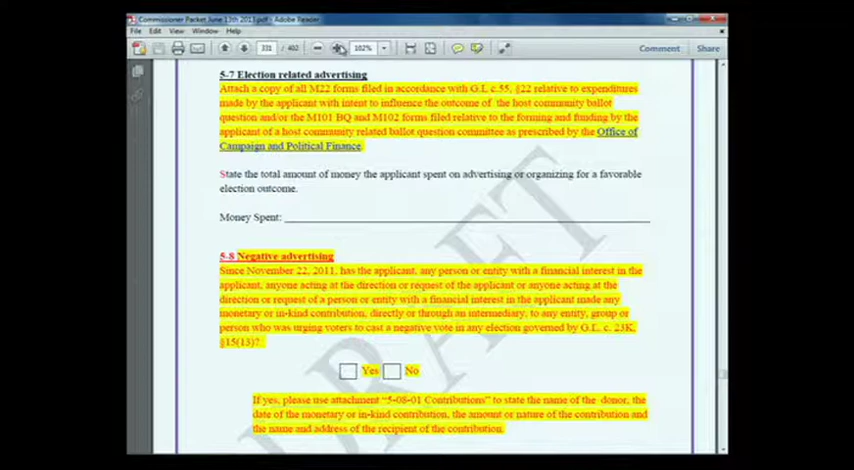 Commissioner Packet June 13th 2013.pdf - Adobe Reader
File Edit View Window Help
331 / 402 102% Comment Share
5-7 Election related advertising
Attach a copy of all M22 forms filed in accordance with G.L c.55, §22 relative to expenditures
made by the applicant with intent to influence the outcome of the host community ballot
question and/or the M101 BQ and M102 forms filed relative to the forming and funding by the
applicant of a host community related ballot question committee as prescribed by the Office of
Campaign and Political Finance.
State the total amount of money the applicant spent on advertising or organizing for a favorable
election outcome.
Money Spent:
5-8 Negative advertising
Since November 22, 2011, has the applicant, any person or entity with a financial interest in the
applicant, anyone acting at the direction or request of the applicant or anyone acting at the
direction or request of a person or entity with a financial interest in the applicant made any
monetary or in-kind contribution, directly or through an intermediary, to any entity, group or
person who was urging voters to cast a negative vote in any election governed by G.L. c. 23K,
§15(13)?
Yes No
If yes, please use attachment “5-08-01 Contributions” to state the name of the donor, the
date of the monetary or in-kind contribution, the amount or nature of the contribution and
the name and address of the recipient of the contribution.
DRAFT